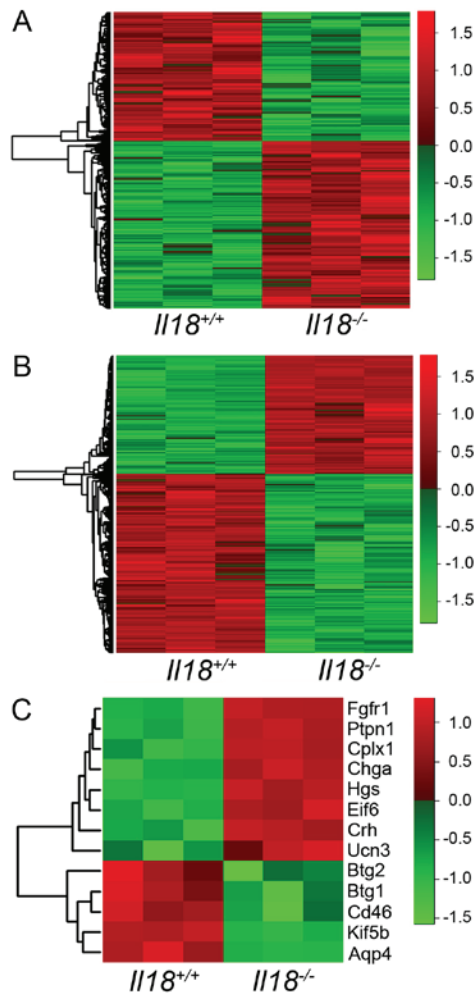 A
1.5
1.0
0.5
0.0
-0.5
-1.0
-1.5
Il18+/+ Il18-/-
B
1.5
1.0
0.5
0.0
-0.5
-1.0
-1.5
Il18+/+ Il18-/-
C
Fgfr1
Ptpn1
Cplx1
Chga
Hgs
Eif6
Crh
Ucn3
Btg2
Btg1
Cd46
Kif5b
Aqp4
1.0
0.5
0.0
-0.5
-1.0
-1.5
Il18+/+ Il18-/-